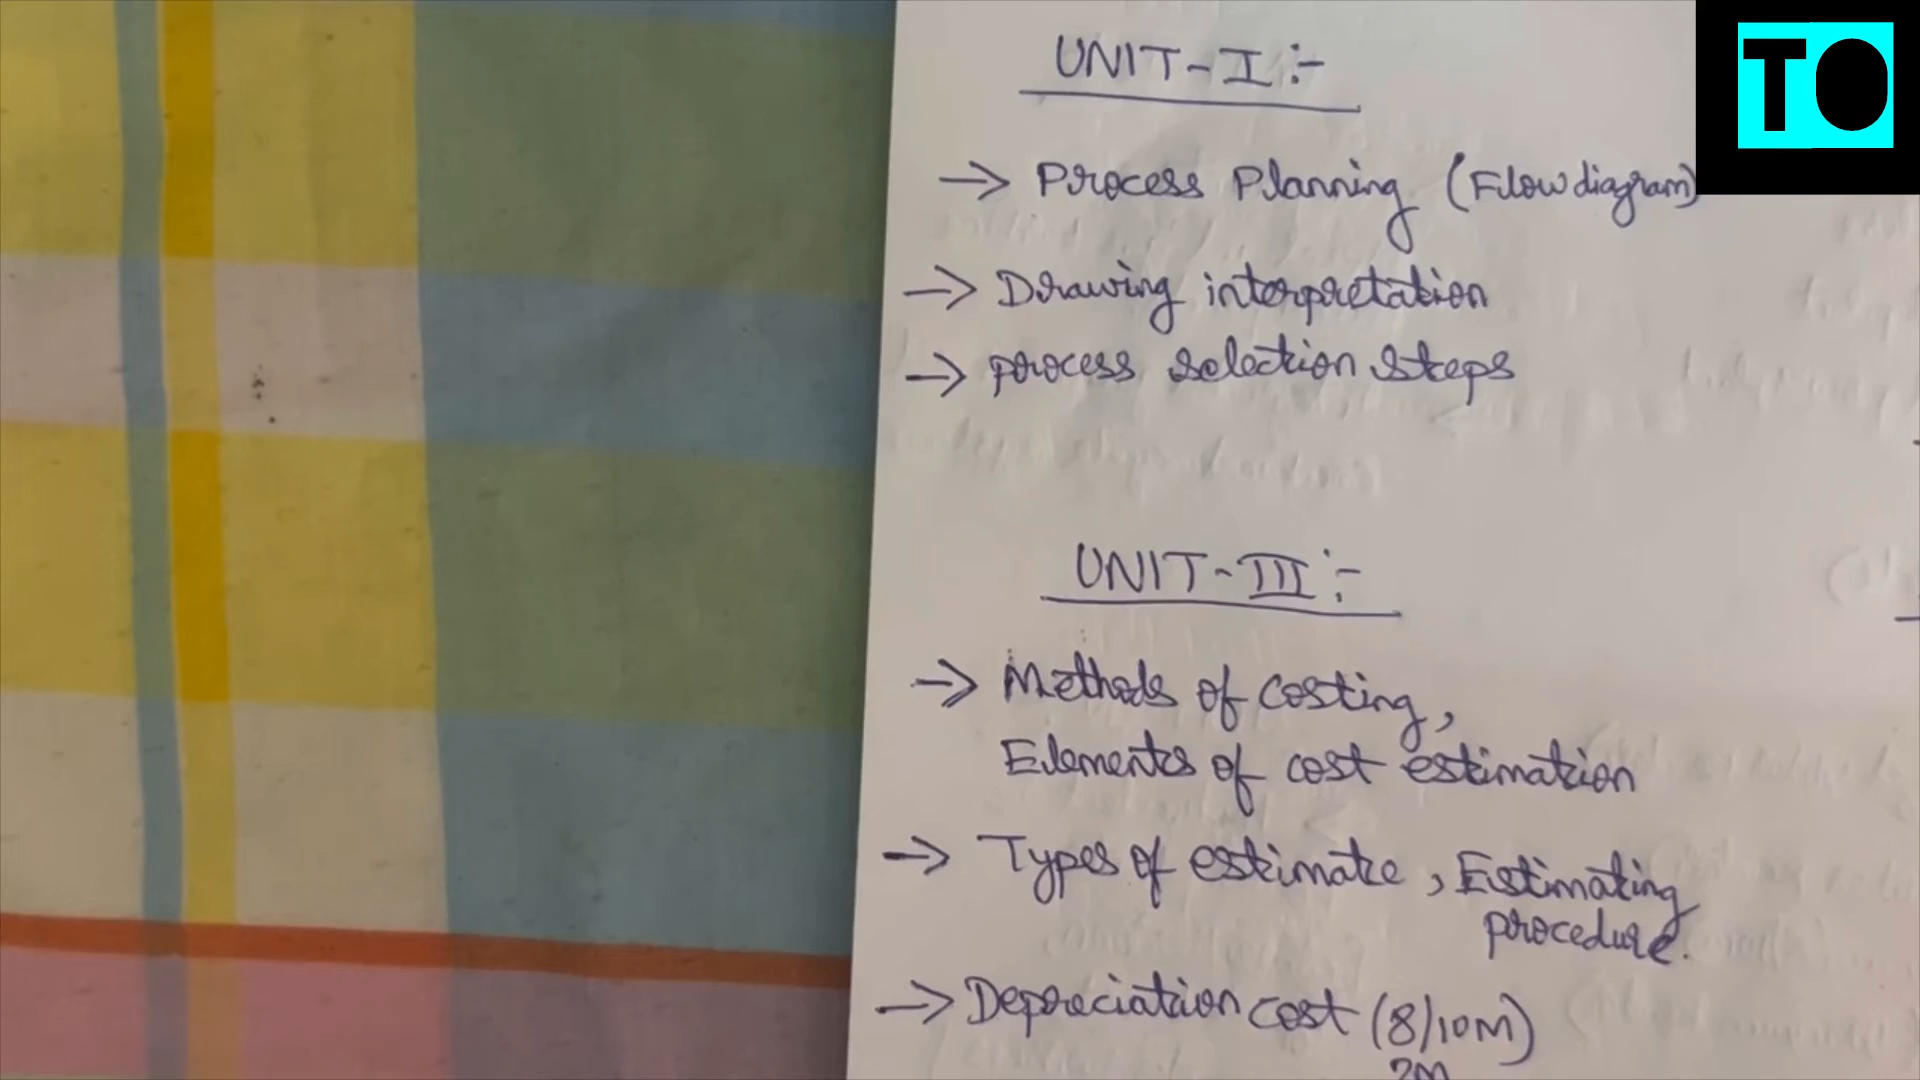 TO
UNIT-I :-
→ Process Planning (Flow diagram)
→ Drawing interpretation
→ process selection steps
UNIT-III :-
→ Methods of costing,
Elements of cost estimation
→ Types of estimate, Estimating
procedure.
→ Depreciation cost (8/10M)
2M